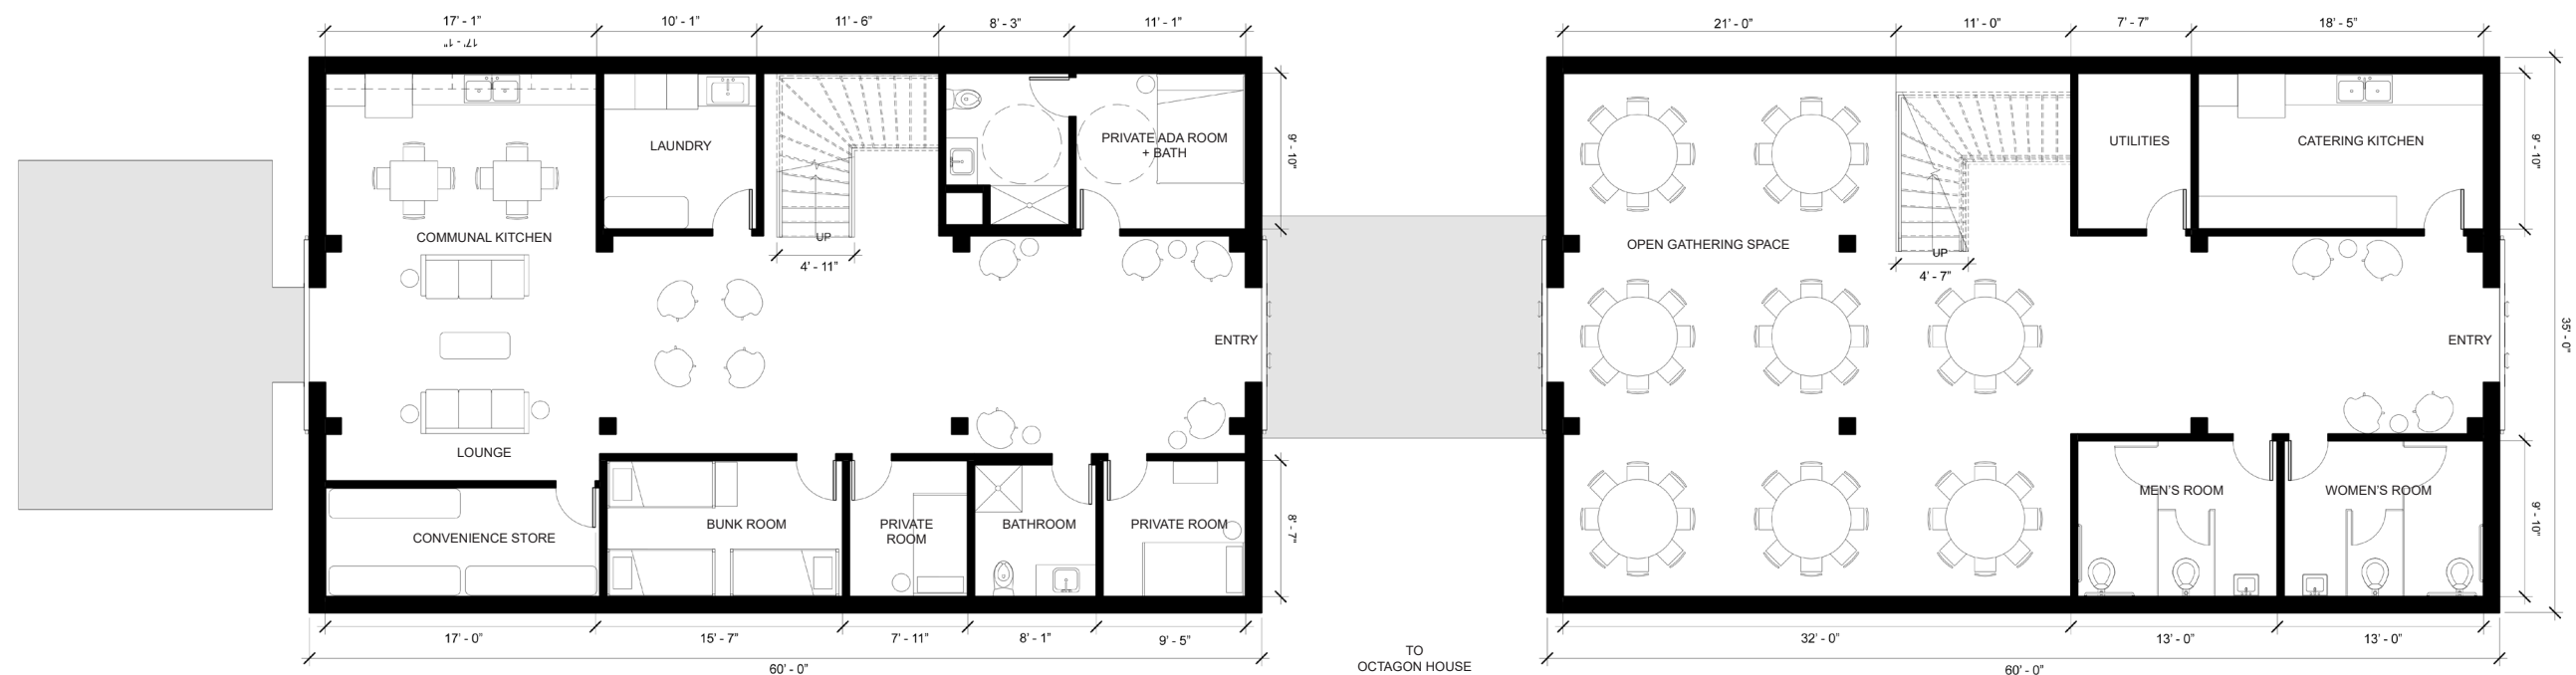 17' - 1"
10' - 1"
11' - 6"
8' - 3"
11' - 1"
17' - 1"
9' - 10"
LAUNDRY
PRIVATE ADA ROOM
+ BATH
COMMUNAL KITCHEN
UP
4' - 11"
ENTRY
LOUNGE
CONVENIENCE STORE
BUNK ROOM
PRIVATE
ROOM
BATHROOM
PRIVATE ROOM
8' - 7"
17' - 0"
15' - 7"
7' - 11"
8' - 1"
9' - 5"
60' - 0"
TO
OCTAGON HOUSE
21' - 0"
11' - 0"
7' - 7"
18' - 5"
UTILITIES
CATERING KITCHEN
9' - 10"
OPEN GATHERING SPACE
UP
4' - 7"
ENTRY
35' - 0"
MEN'S ROOM
WOMEN'S ROOM
9' - 10"
32' - 0"
13' - 0"
13' - 0"
60' - 0"